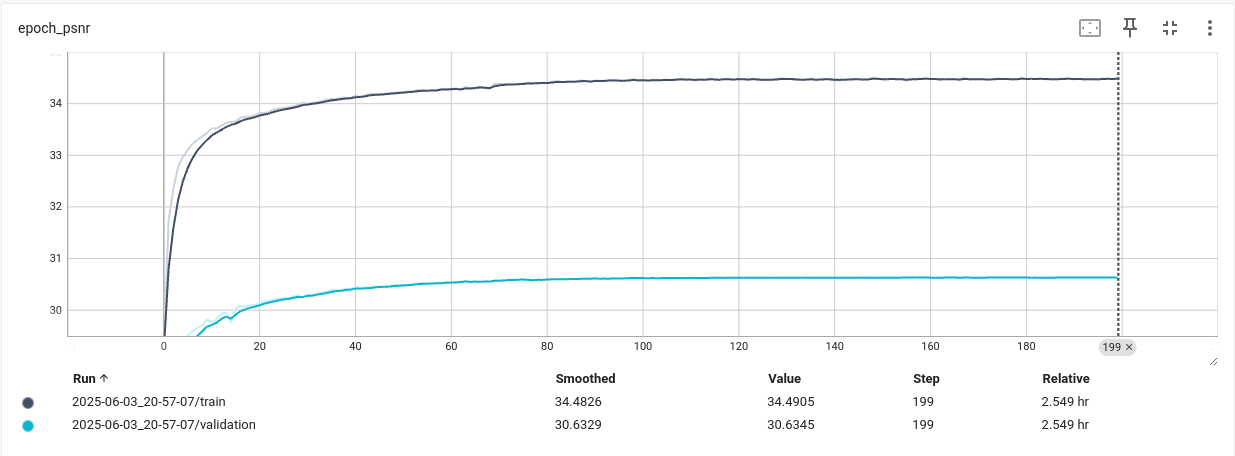 epoch_psnr
34
33
32
31
30
0 20 40 60 80 100 120 140 160 180 199 ×
Run ↑ Smoothed Value Step Relative
2025-06-03_20-57-07/train 34.4826 34.4905 199 2.549 hr
2025-06-03_20-57-07/validation 30.6329 30.6345 199 2.549 hr